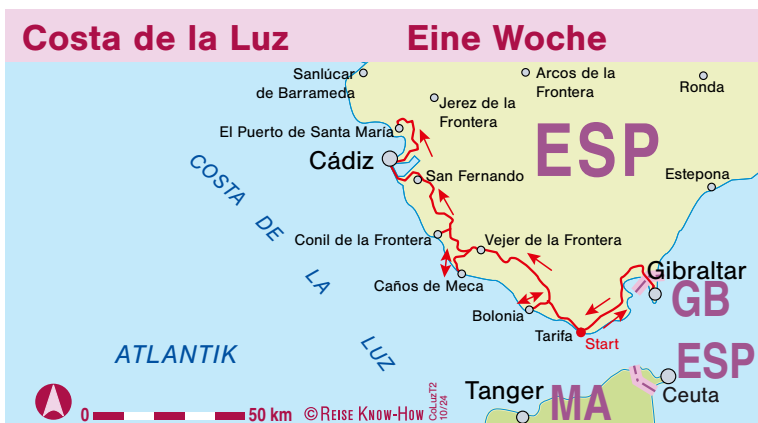 Costa de la Luz
Eine Woche
Sanlúcar
de Barrameda
Arcos de la
Frontera
Ronda
Jerez de la
Frontera
El Puerto de Santa María
ESP
Cádiz
San Fernando
Estepona
COSTA DE LA LUZ
Conil de la Frontera
Vejer de la Frontera
Gibraltar
Caños de Meca
GB
Bolonia
Tarifa
Start
ATLANTIK
ESP
Tanger
MA
Ceuta
0
50 km
© REISE KNOW-HOW
CoLuzT2
10/24